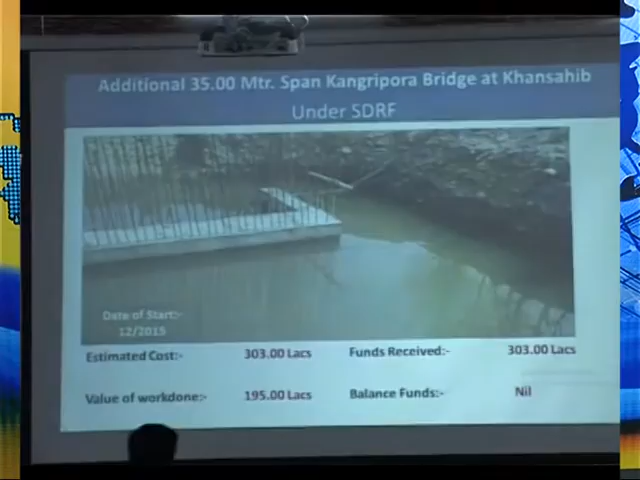 Additional 35.00 Mtr. Span Kangripora Bridge at Khansahib
Under SDRF
Date of Start:-
12/2015
Estimated Cost:- 303.00 Lacs Funds Received:- 303.00 Lacs
Value of workdone:- 195.00 Lacs Balance Funds:- Nil